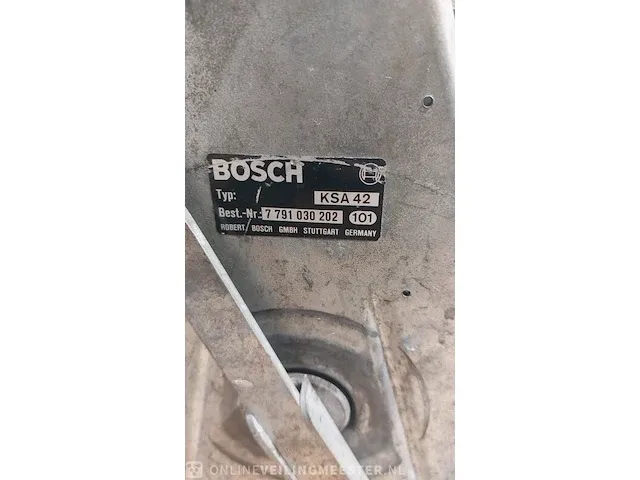 BOSCH
Typ: KSA 42
Best.-Nr.: 7 791 030 202 101
ROBERT BOSCH GMBH STUTTGART GERMANY
ONLINEVEILINGMEESTER.NL